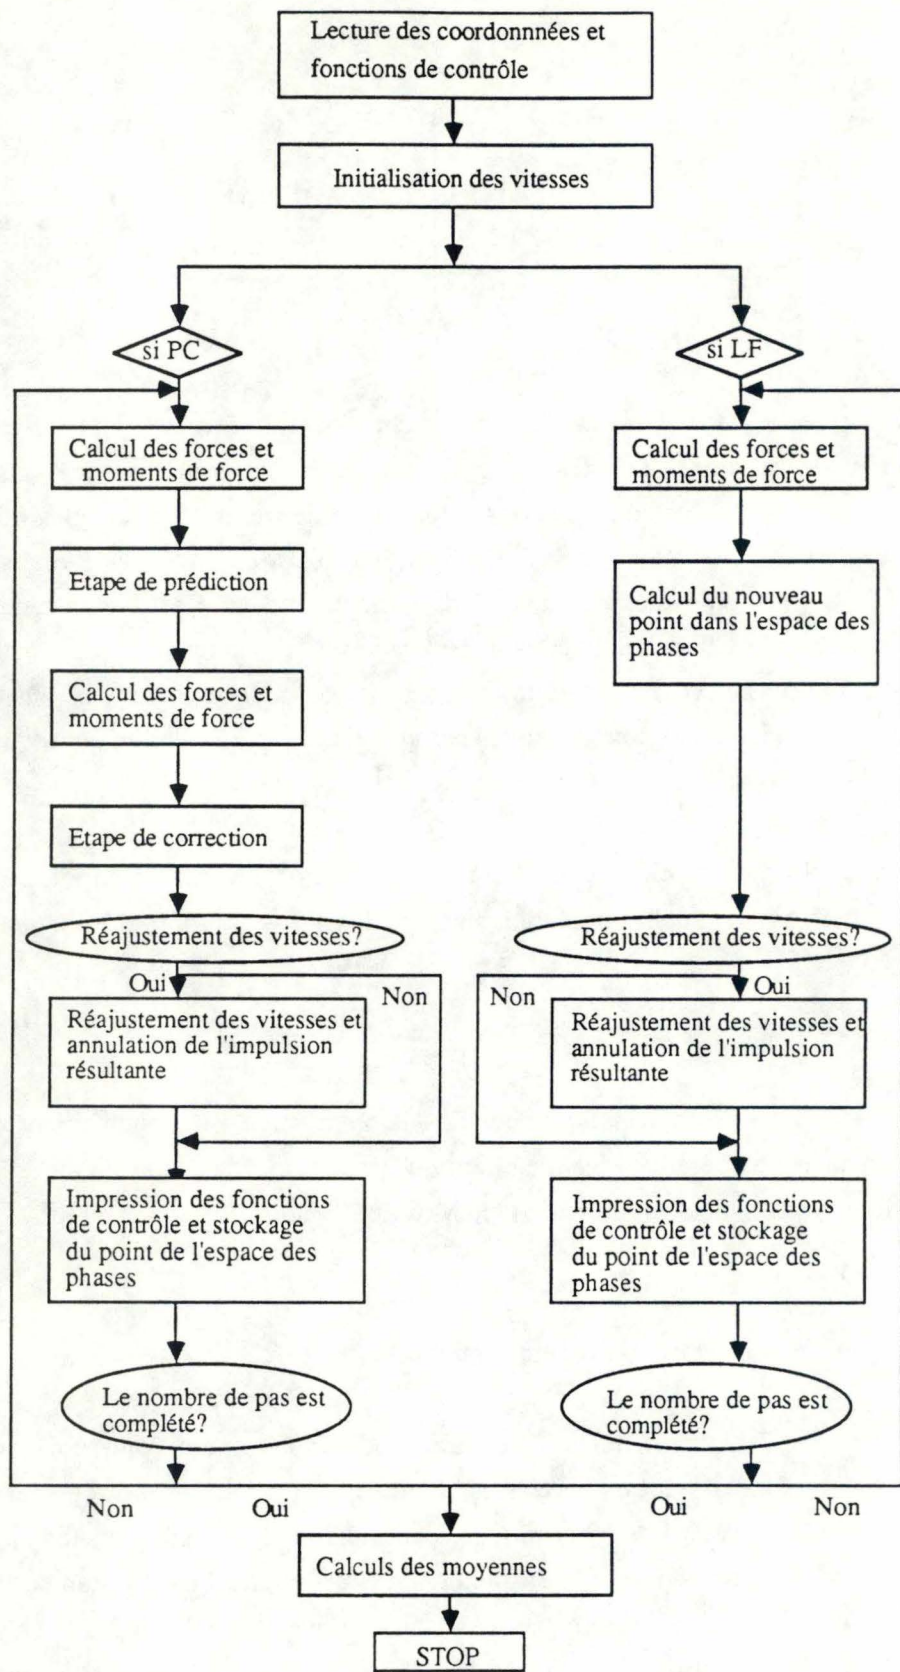 Lecture des coordonnnées et
fonctions de contrôle
Initialisation des vitesses
si PC
Calcul des forces et
moments de force
Etape de prédiction
Calcul des forces et
moments de force
Etape de correction
Réajustement des vitesses?
Oui
Non
Réajustement des vitesses et
annulation de l'impulsion
résultante
Impression des fonctions
de contrôle et stockage
du point de l'espace des
phases
Le nombre de pas est
complété?
Non
Oui
si LF
Calcul des forces et
moments de force
Calcul du nouveau
point dans l'espace des
phases
Réajustement des vitesses?
Non
Oui
Réajustement des vitesses et
annulation de l'impulsion
résultante
Impression des fonctions
de contrôle et stockage
du point de l'espace des
phases
Le nombre de pas est
complété?
Oui
Non
Calculs des moyennes
STOP